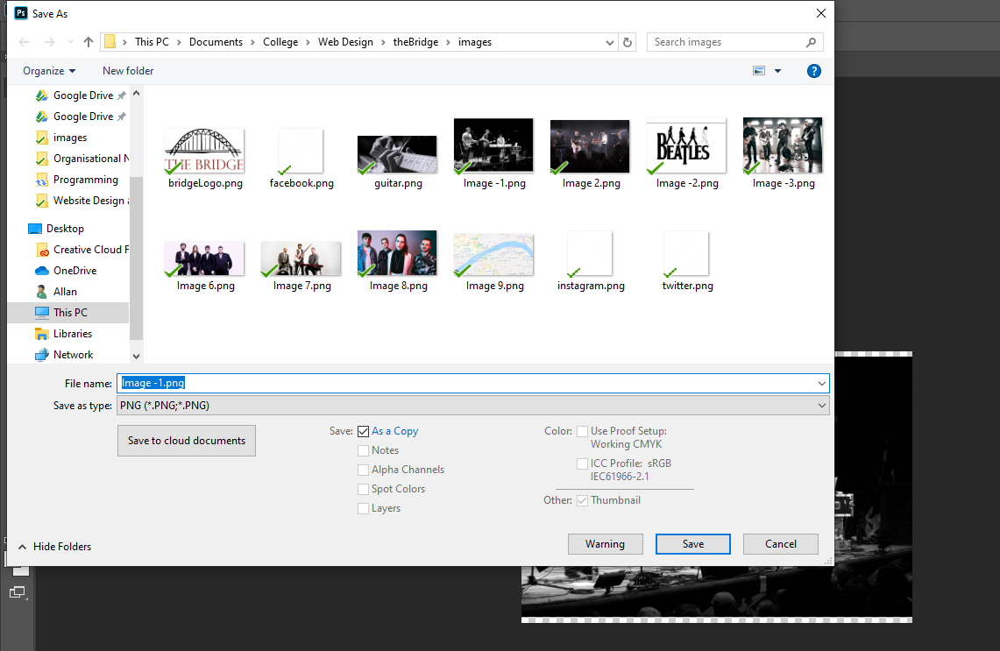 Ps Save As
This PC > Documents > College > Web Design > theBridge > images
Search images
Organize
New folder
?
Google Drive
Google Drive
images
Organisational N
Programming
Website Design a
Desktop
Creative Cloud F
OneDrive
Allan
This PC
Libraries
Network
THE BRIDGE
BEATLES
bridgeLogo.png
facebook.png
guitar.png
Image -1.png
Image 2.png
Image -2.png
Image -3.png
Image 6.png
Image 7.png
Image 8.png
Image 9.png
instagram.png
twitter.png
File name: Image -1.png
Save as type: PNG (*.PNG;*.PNG)
Save to cloud documents
Save: As a Copy
Notes
Alpha Channels
Spot Colors
Layers
Color: Use Proof Setup:
Working CMYK
ICC Profile: sRGB
IEC61966-2.1
Other: Thumbnail
Hide Folders
Warning
Save
Cancel